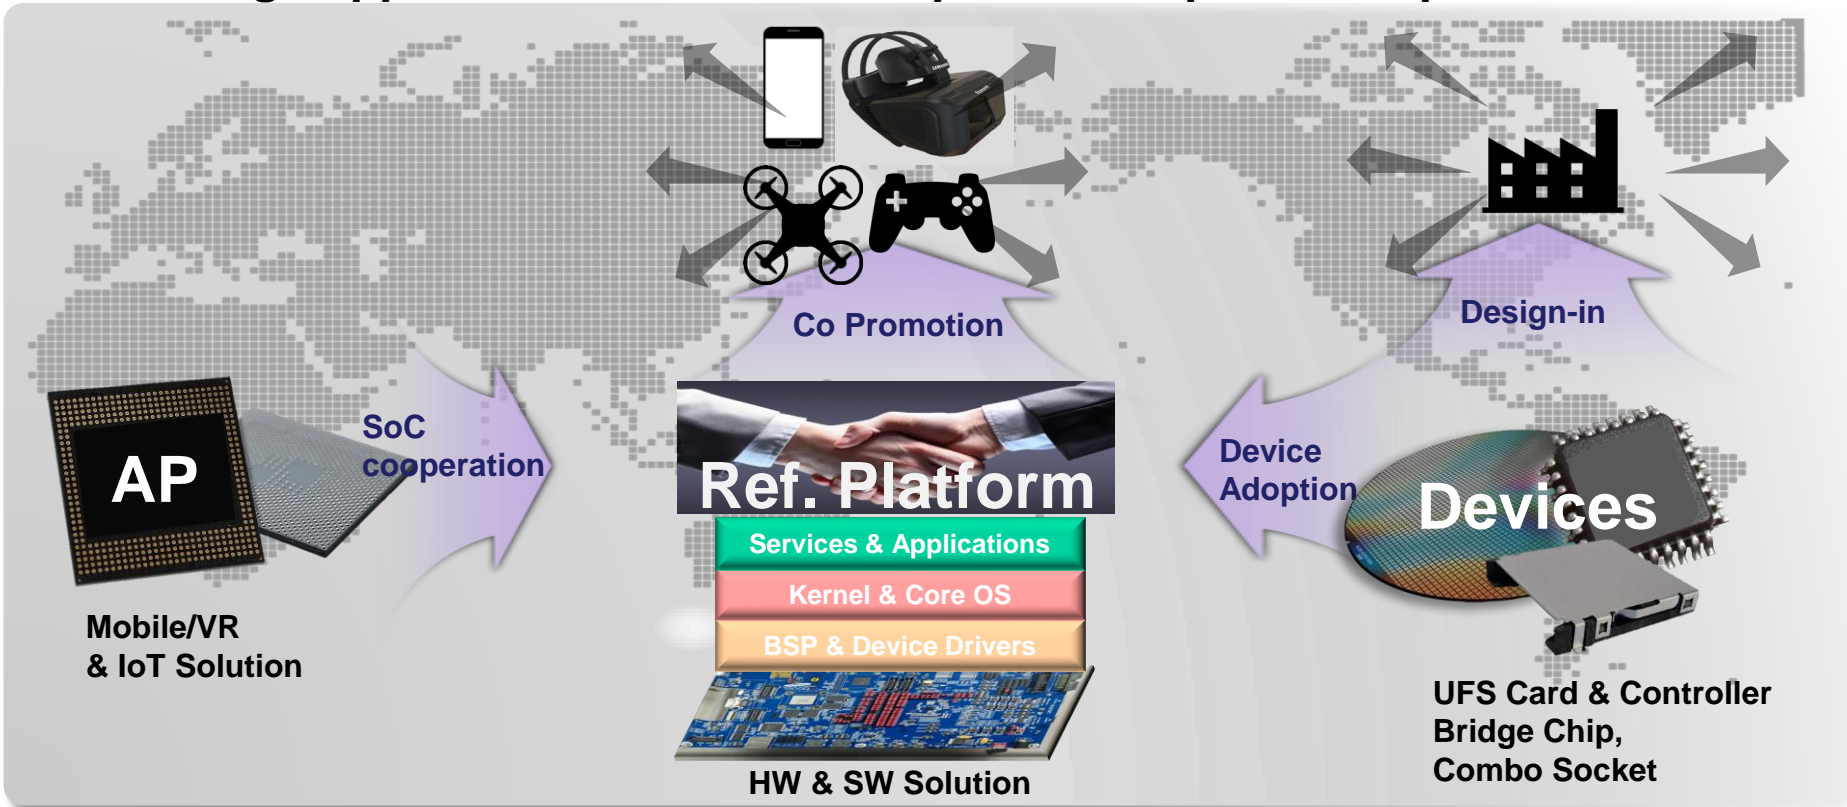 Co Promotion
Design-in
SoC
cooperation
AP
Ref. Platform
Device
Adoption
Devices
Services & Applications
Kernel & Core OS
BSP & Device Drivers
Mobile/VR
& IoT Solution
HW & SW Solution
UFS Card & Controller
Bridge Chip,
Combo Socket